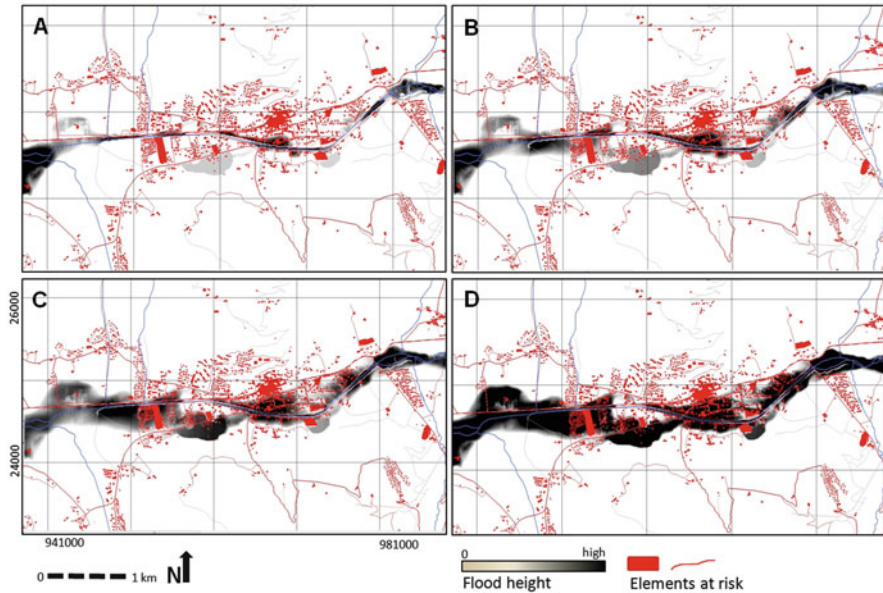 A
B
C
D
26000
24000
941000
981000
0
1 km
N
0
high
Flood height
Elements at risk